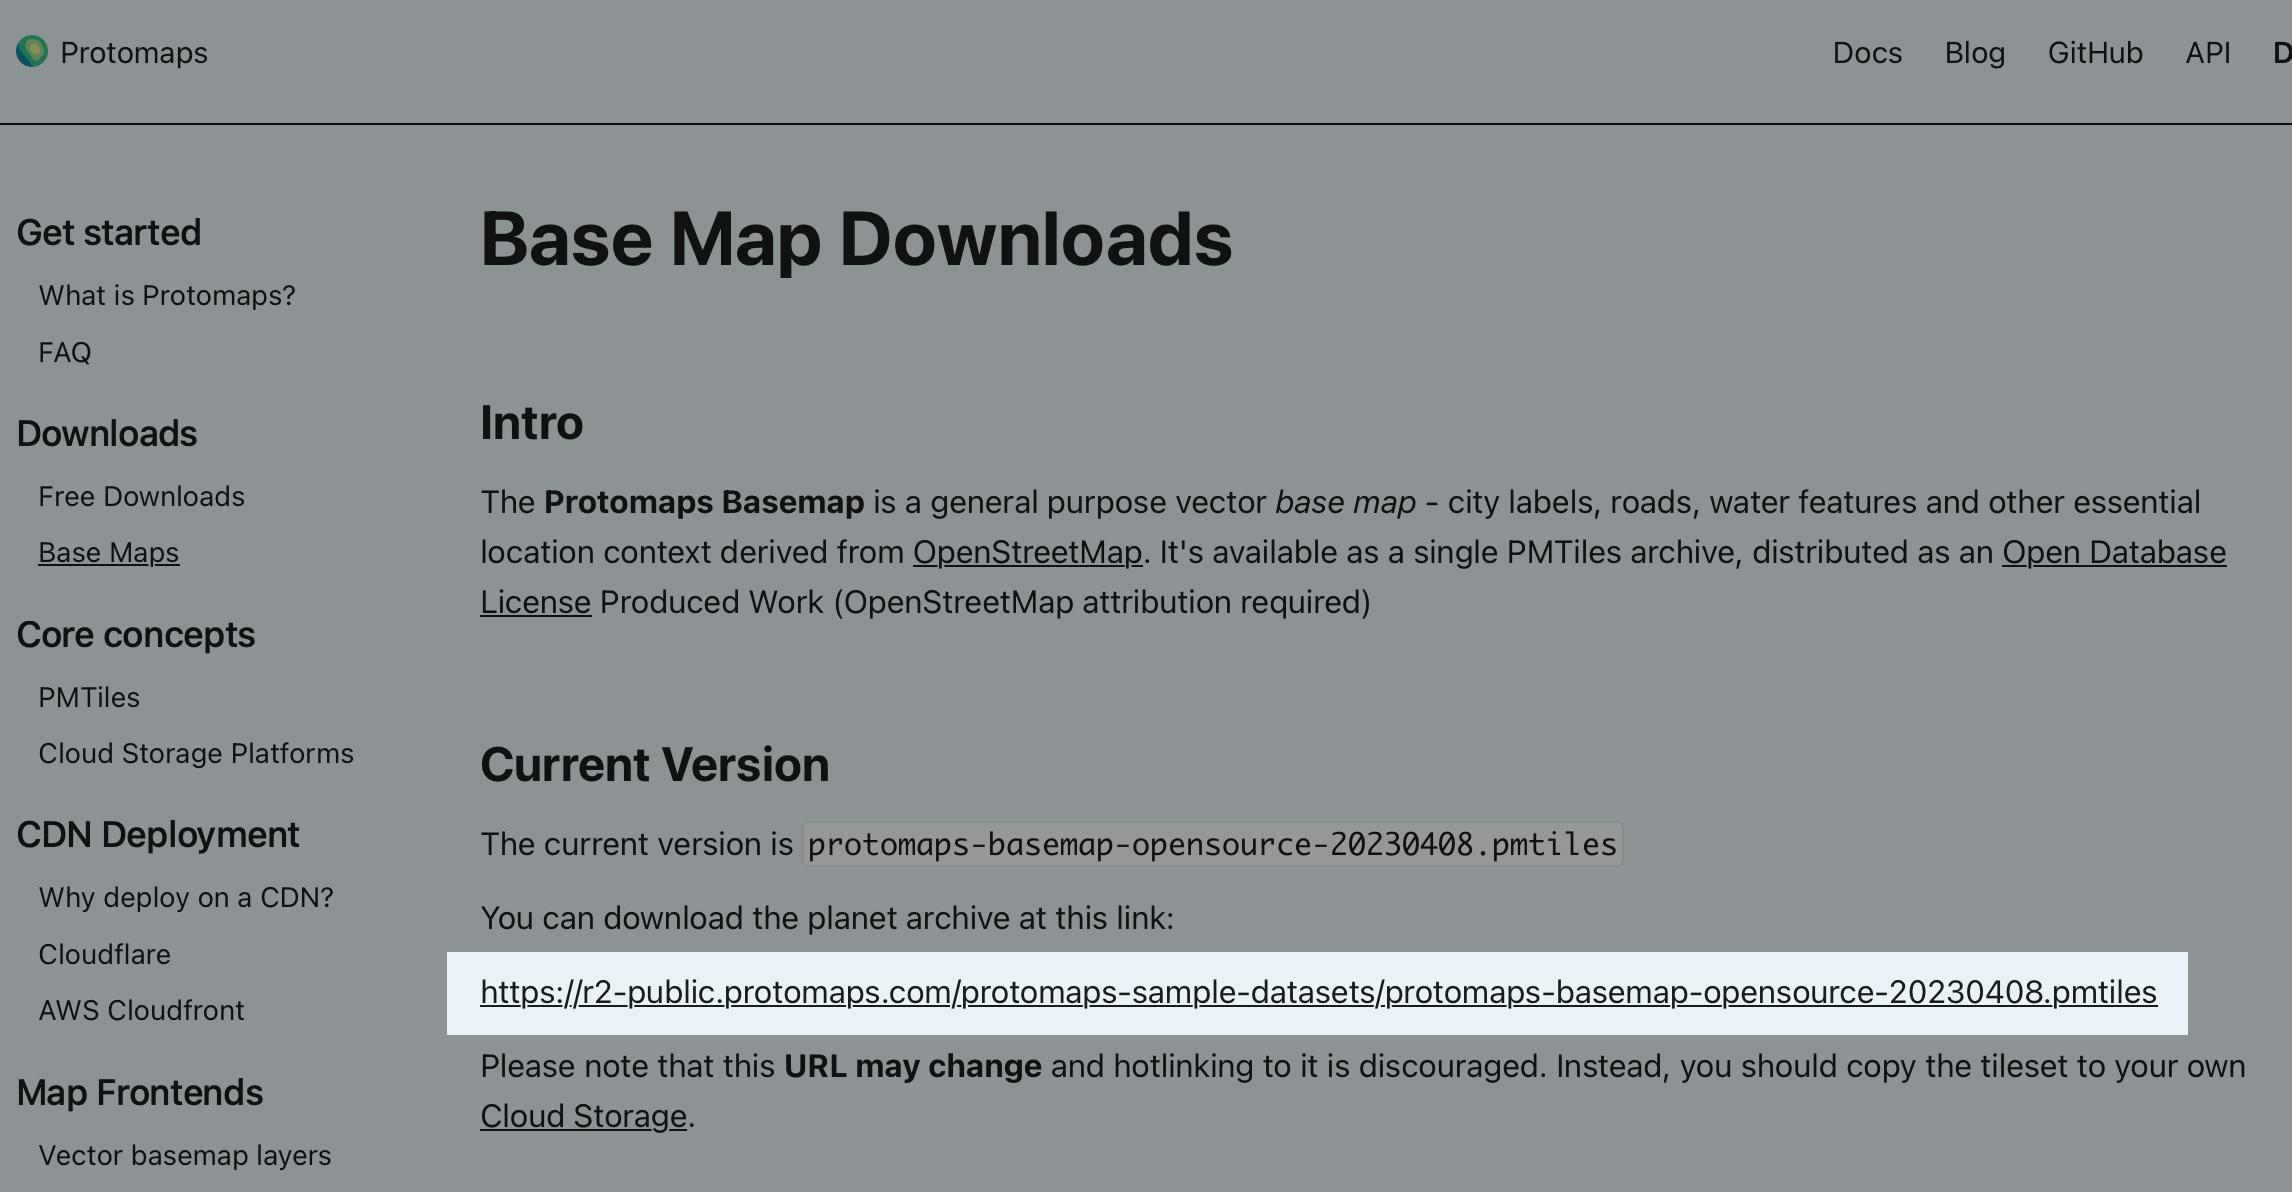 Protomaps
Docs
Blog
GitHub
API
Get started
What is Protomaps?
FAQ
Downloads
Free Downloads
Base Maps
Core concepts
PMTiles
Cloud Storage Platforms
CDN Deployment
Why deploy on a CDN?
Cloudflare
AWS Cloudfront
Map Frontends
Vector basemap layers
Base Map Downloads
Intro
The Protomaps Basemap is a general purpose vector base map - city labels, roads, water features and other essential
location context derived from OpenStreetMap. It's available as a single PMTiles archive, distributed as an Open Database
License Produced Work (OpenStreetMap attribution required)
Current Version
The current version is protomaps-basemap-opensource-20230408.pmtiles
You can download the planet archive at this link:
https://r2-public.protomaps.com/protomaps-sample-datasets/protomaps-basemap-opensource-20230408.pmtiles
Please note that this URL may change and hotlinking to it is discouraged. Instead, you should copy the tileset to your own
Cloud Storage.